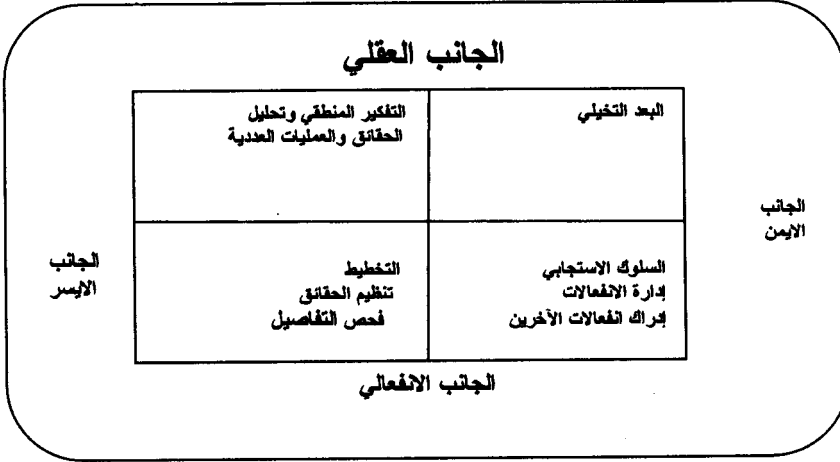 الجانب العقلي
البعد التخيلي
التفكير المنطقي وتحليل
الحقائق والعمليات العددية
الجانب
الايمن
السلوك الاستجابي
إدارة الانفعالات
إدراك انفعالات الآخرين
التخطيط
تنظيم الحقائق
فحص التفاصيل
الجانب
الايسر
الجانب الانفعالي